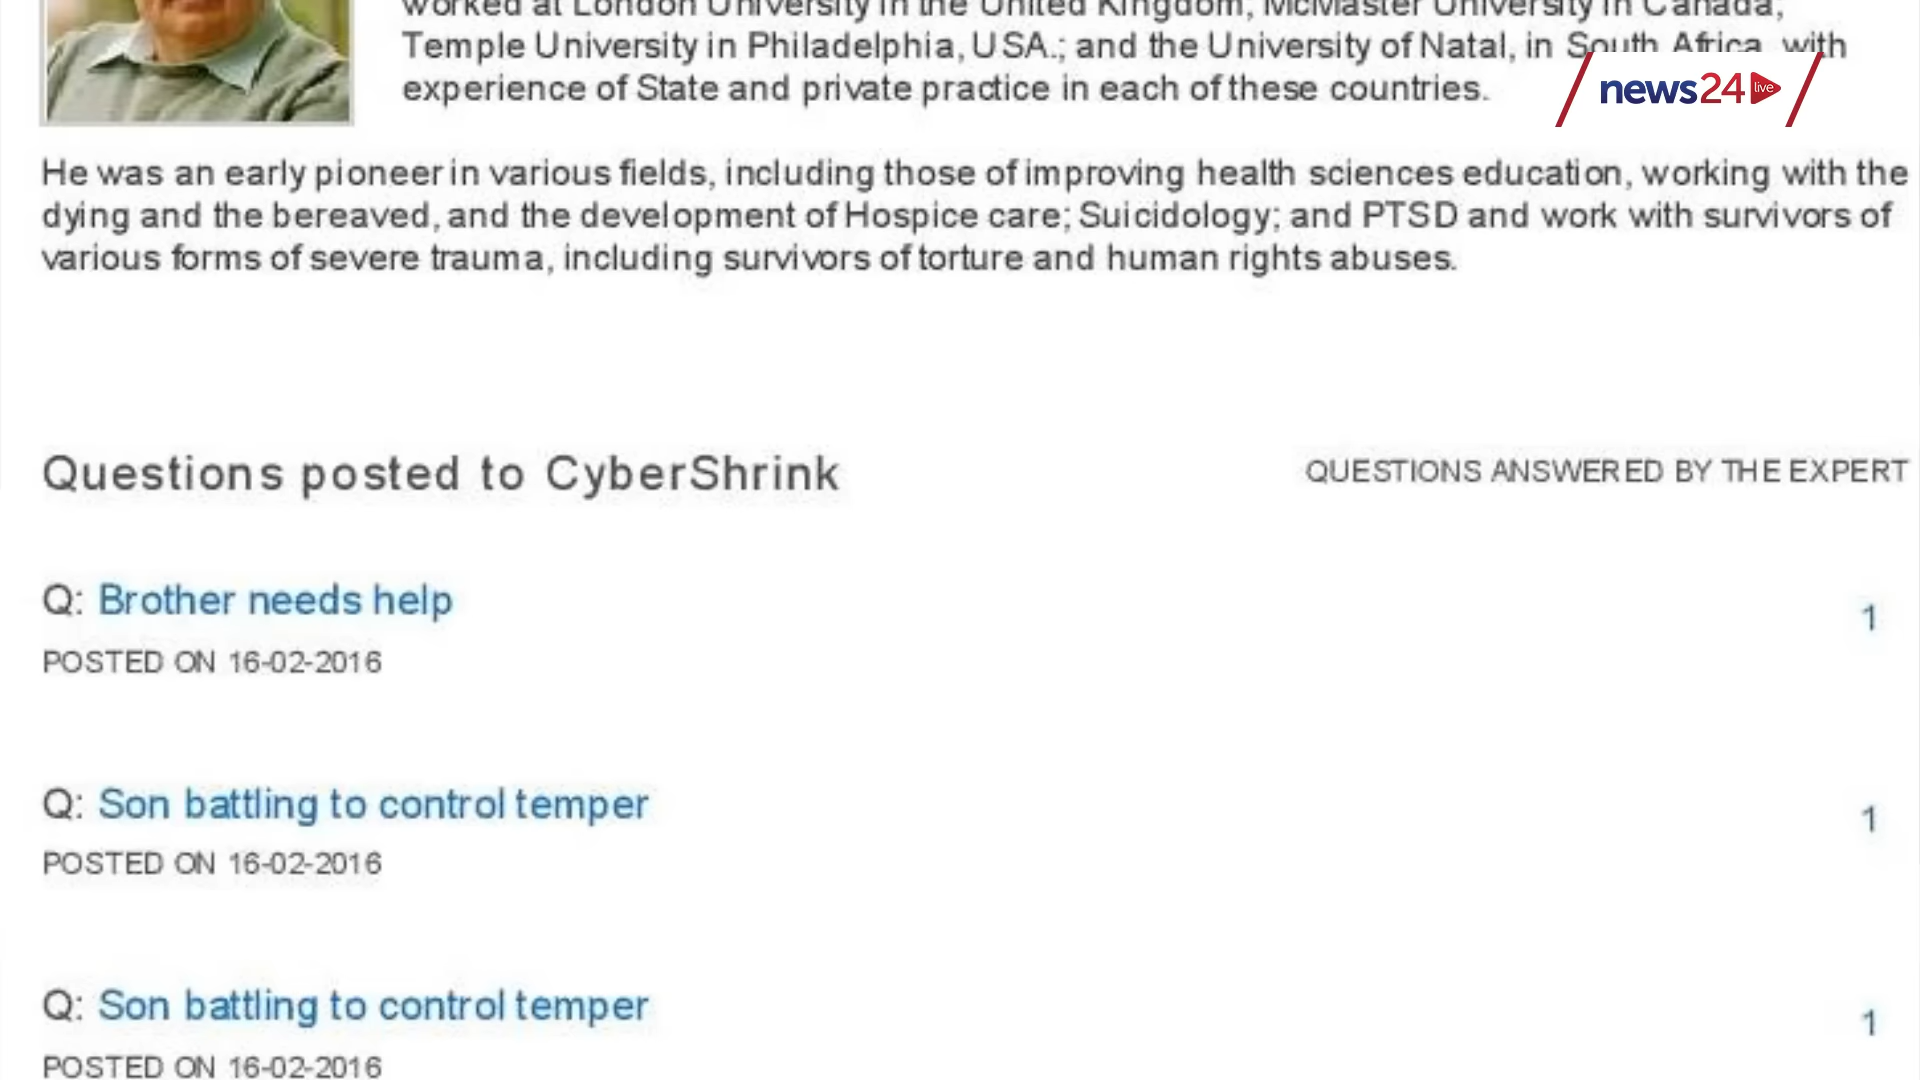 worked at London University in the United Kingdom; McMaster University in Canada;
Temple University in Philadelphia, USA.; and the University of Natal, in South Africa, with
experience of State and private practice in each of these countries.
news24 live
He was an early pioneer in various fields, including those of improving health sciences education, working with the
dying and the bereaved, and the development of Hospice care; Suicidology; and PTSD and work with survivors of
various forms of severe trauma, including survivors of torture and human rights abuses.
Questions posted to CyberShrink
QUESTIONS ANSWERED BY THE EXPERT
Q: Brother needs help
1
POSTED ON 16-02-2016
Q: Son battling to control temper
1
POSTED ON 16-02-2016
Q: Son battling to control temper
1
POSTED ON 16-02-2016